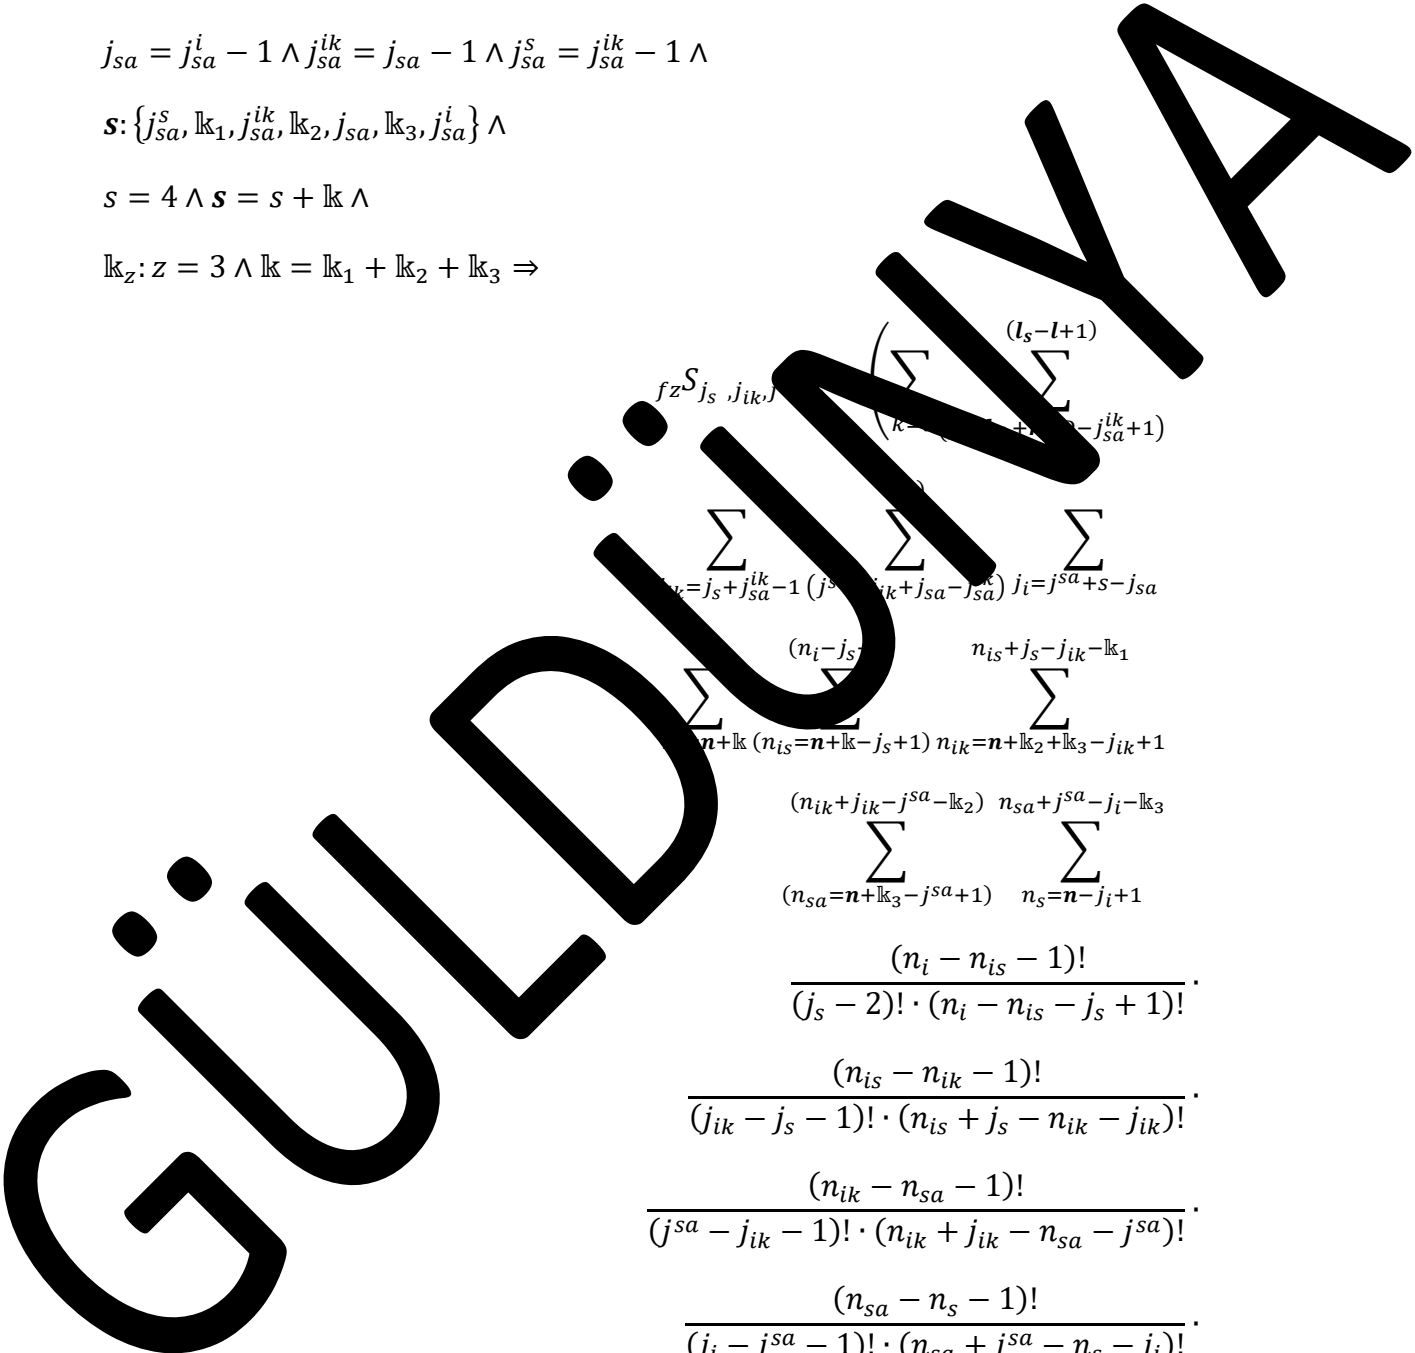 j_{sa} = j_{sa}^{i} − 1 ∧ j_{sa}^{ik} = j_{sa} − 1 ∧ j_{sa}^{s} = j_{sa}^{ik} − 1 ∧
s: {j_{sa}^{s}, 𝕜_1, j_{sa}^{ik}, 𝕜_2, j_{sa}, 𝕜_3, j_{sa}^{i}} ∧
s = 4 ∧ s = s + 𝕜 ∧
𝕜_z: z = 3 ∧ 𝕜 = 𝕜_1 + 𝕜_2 + 𝕜_3 ⇒
(l_s−l+1)
_{fz}S_{j_s ,j_{ik}, ( ∑ ∑
−j_{sa}^{ik}+1)
∑ ∑ ∑
=j_s+j_{sa}^{ik}−1 j_i=j^{sa}+s−j_{sa}
(n_i−j_s n_{is}+j_s−j_{ik}−𝕜_1
∑ ∑ ∑
n+𝕜 (n_{is}=n+𝕜−j_s+1) n_{ik}=n+𝕜_2+𝕜_3−j_{ik}+1
(n_{ik}+j_{ik}−j^{sa}−𝕜_2) n_{sa}+j^{sa}−j_i−𝕜_3
∑ ∑
(n_{sa}=n+𝕜_3−j^{sa}+1) n_s=n−j_i+1
(n_i − n_{is} − 1)!
(j_s − 2)! · (n_i − n_{is} − j_s + 1)! ·
(n_{is} − n_{ik} − 1)!
(j_{ik} − j_s − 1)! · (n_{is} + j_s − n_{ik} − j_{ik})! ·
(n_{ik} − n_{sa} − 1)!
(j^{sa} − j_{ik} − 1)! · (n_{ik} + j_{ik} − n_{sa} − j^{sa})! ·
(n_{sa} − n_s − 1)!
(j_i − j^{sa} − 1)! · (n_{sa} + j^{sa} − n_s − j_i)! ·
GÜLDÜNYA